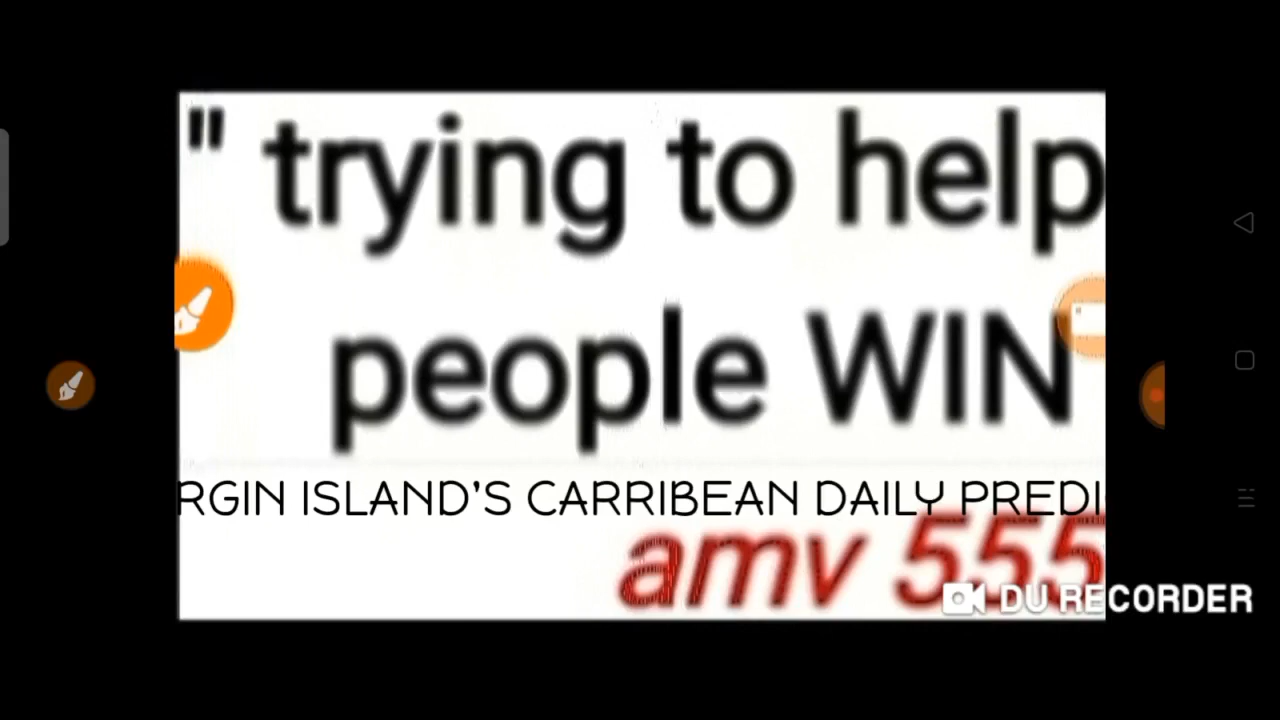 " trying to help
people WIN
RGIN ISLAND'S CARRIBEAN DAILY PREDI
amv 555
DU RECORDER